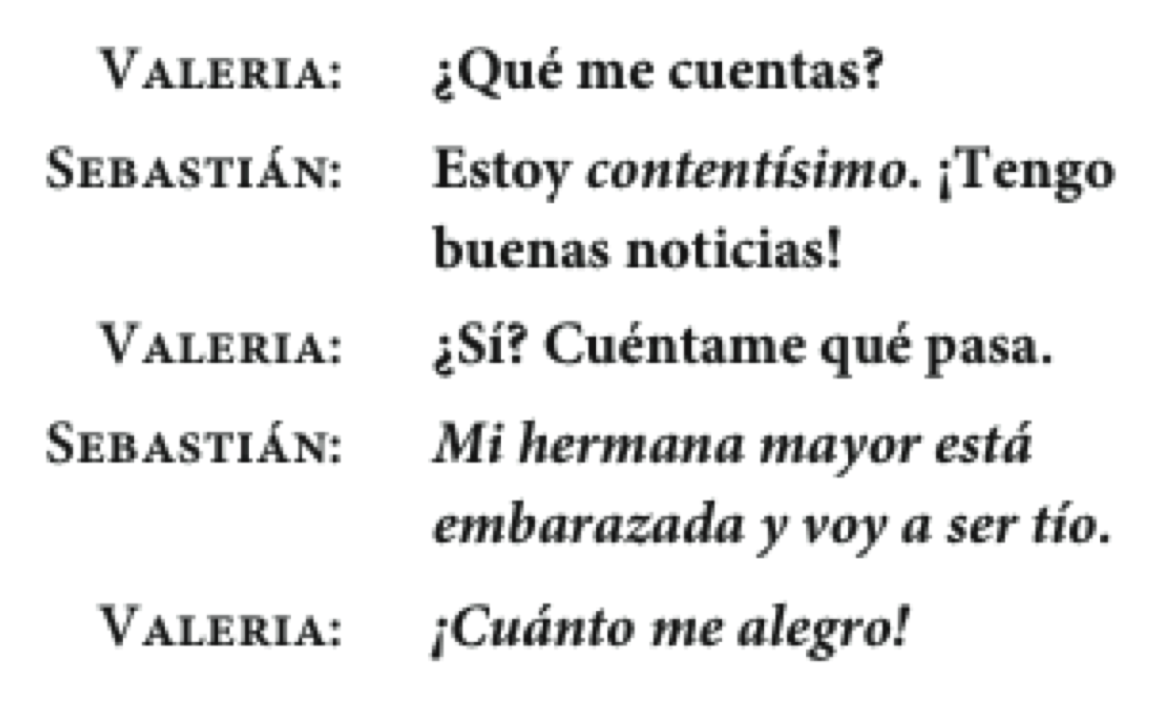 VALERIA: ¿Qué me cuentas?
SEBASTIÁN: Estoy contentísimo. ¡Tengo
buenas noticias!
VALERIA: ¿Sí? Cuéntame qué pasa.
SEBASTIÁN: Mi hermana mayor está
embarazada y voy a ser tío.
VALERIA: ¡Cuánto me alegro!